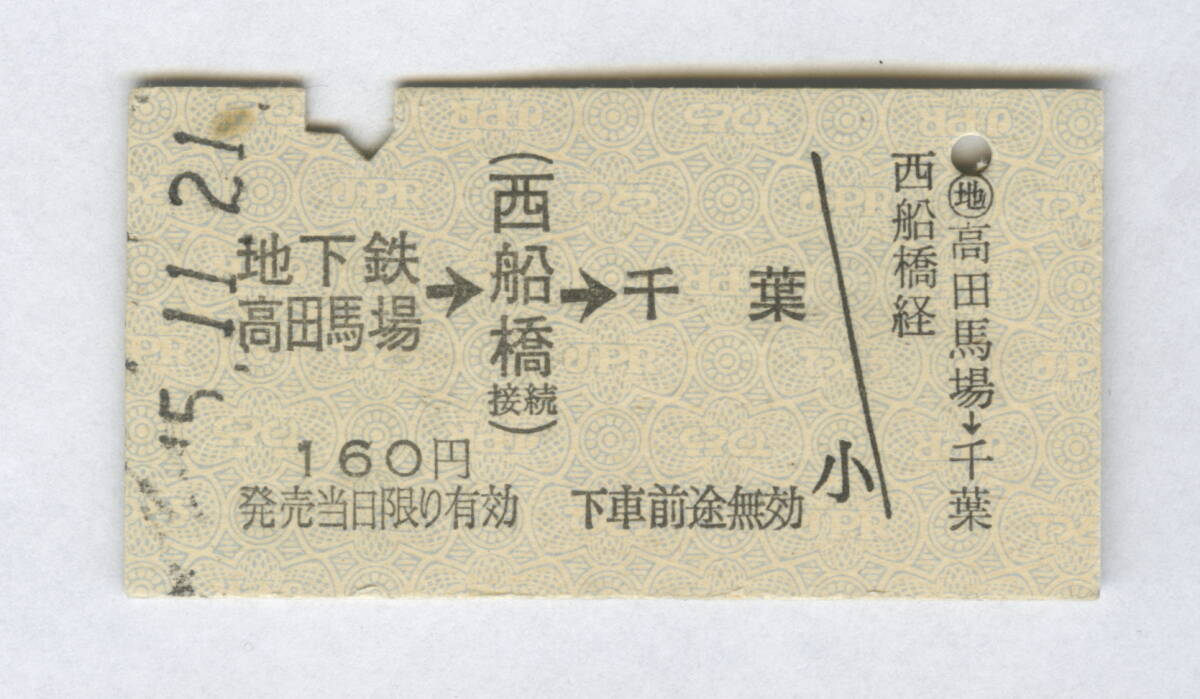 5.11.21
地下鉄
高田馬場
→
(西船橋接続)
→
千葉
160円
発売当日限り有効
下車前途無効
小
㊞高田馬場→千葉
西船橋経